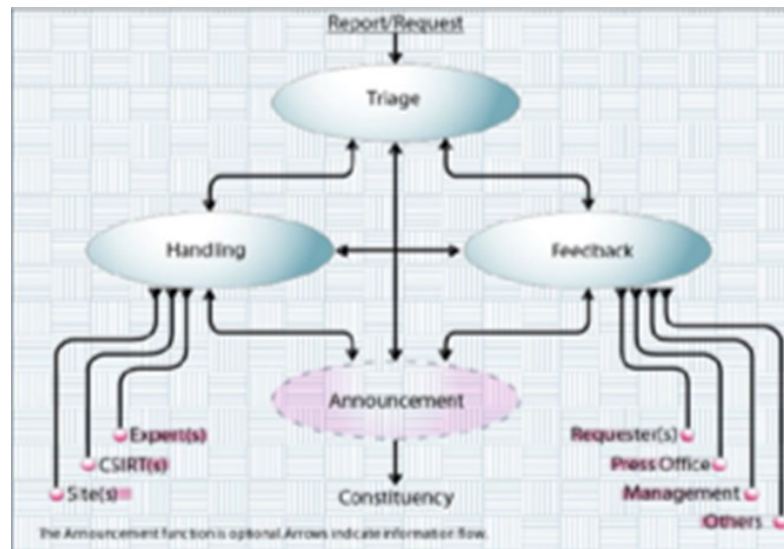 Report/Request
Triage
Handling
Feedback
Announcement
Expert(s)
Requester(s)
CSIRT(s)
Press Office
Site(s)
Management
Constituency
Others
The Announcement function is optional. Arrows indicate information flow.